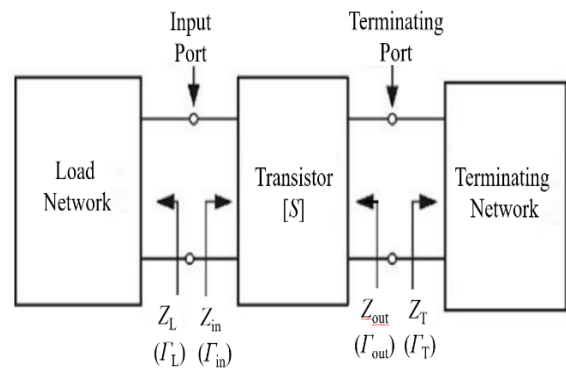 Input
Port
Terminating
Port
Load
Network
Transistor
[S]
Terminating
Network
Z_L Z_in Z_out Z_T
(Γ_L) (Γ_in) (Γ_out) (Γ_T)